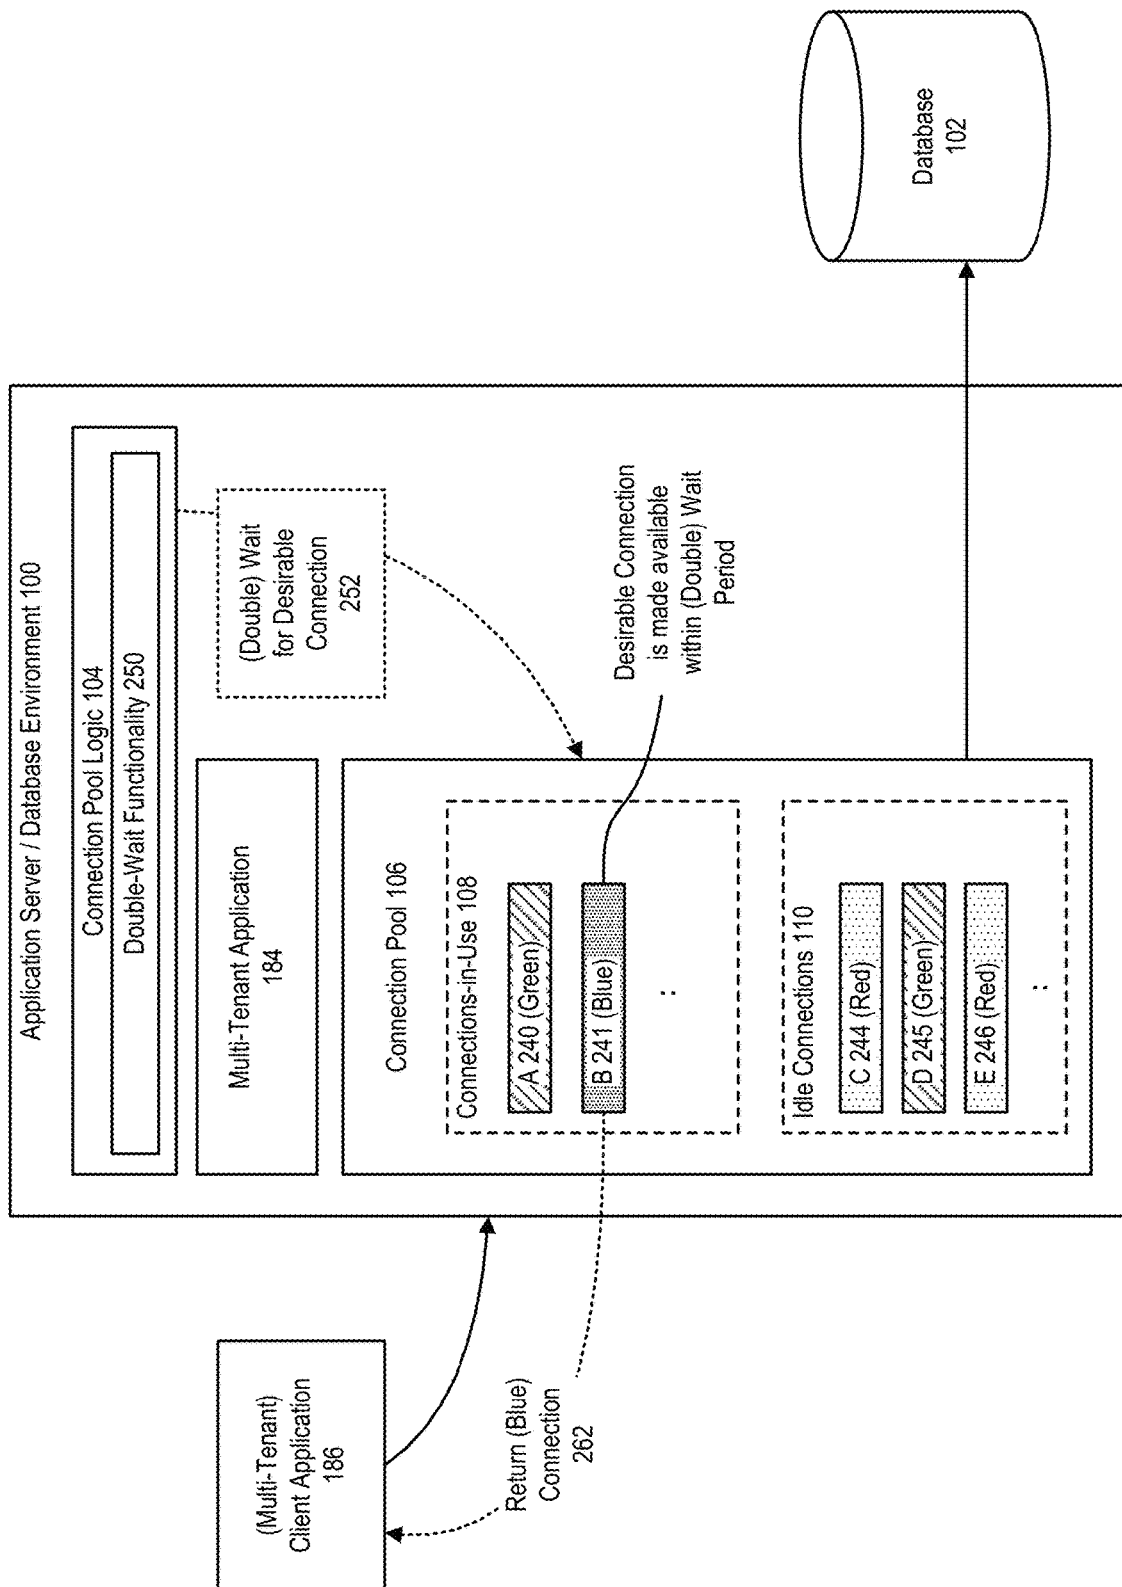 Application Server / Database Environment 100
Connection Pool Logic 104
Double-Wait Functionality 250
(Multi-Tenant)
Client Application
186
Multi-Tenant Application
184
(Double) Wait
for Desirable
Connection
252
Connection Pool 106
Connections-in-Use 108
A 240 (Green)
B 241 (Blue)
:
Return (Blue)
Connection
262
Desirable Connection
is made available
within (Double) Wait
Period
Idle Connections 110
C 244 (Red)
D 245 (Green)
E 246 (Red)
:
Database
102